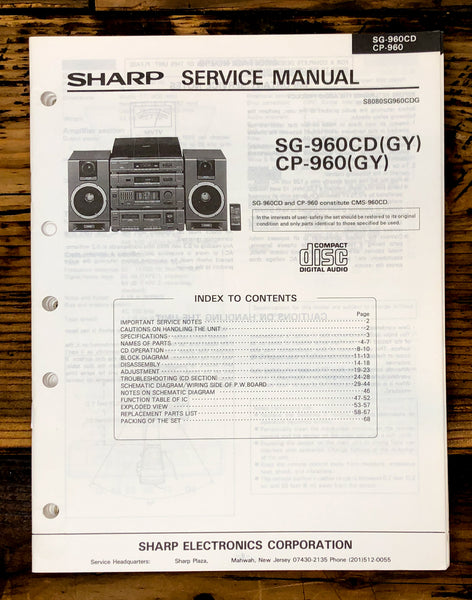 SG-960CD
CP-960
SHARP SERVICE MANUAL
S8080SG960CDG
SG-960CD(GY)
CP-960(GY)
SG-960CD and CP-960 constitute CMS-960CD.
In the interests of user-safety the set should be restored to its original
condition and only parts identical to those specified be used.
COMPACT
disc
DIGITAL AUDIO
INDEX TO CONTENTS
Page
IMPORTANT SERVICE NOTES 2
CAUTIONS ON HANDLING THE UNIT 2
SPECIFICATIONS 3
NAMES OF PARTS 4-7
CD OPERATION 8-10
BLOCK DIAGRAM 11-13
DISASSEMBLY 14-18
ADJUSTMENT 19-23
TROUBLESHOOTING (CD SECTION) 24-28
SCHEMATIC DIAGRAM/WIRING SIDE OF P.W.BOARD 29-44
NOTES ON SCHEMATIC DIAGRAM 46
FUNCTION TABLE OF IC 47-52
EXPLODED VIEW 53-57
REPLACEMENT PARTS LIST 58-67
PACKING OF THE SET 68
SHARP ELECTRONICS CORPORATION
Service Headquarters: Sharp Plaza, Mahwah, New Jersey 07430-2135 Phone (201)512-0055